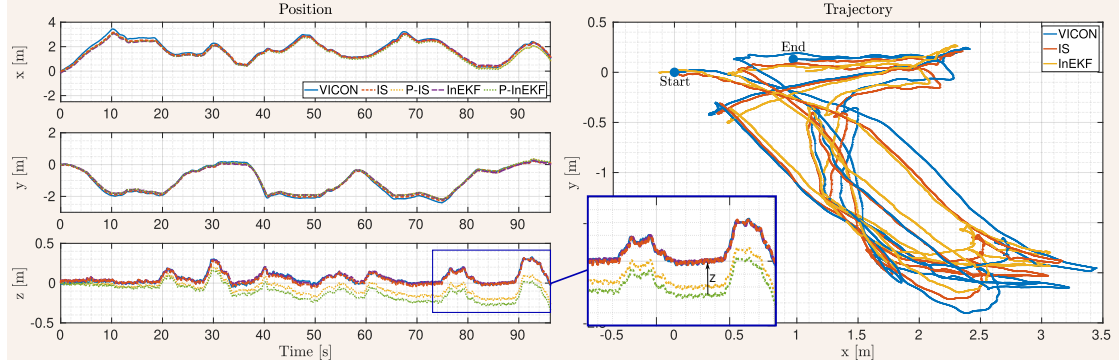 Position
4
2
0
-2
x [m]
0 10 20 30 40 50 60 70 80 90
VICON IS P-IS InEKF P-InEKF
0
-2
y [m]
0 10 20 30 40 50 60 70 80 90
0.5
0
-0.5
z [m]
0 10 20 30 40 50 60 70 80 90
Time [s]
Trajectory
0.5
0
-0.5
-1
y [m]
Start
End
VICON
IS
InEKF
z
-0.5 0 0.5 1 1.5 2 2.5 3 3.5
x [m]